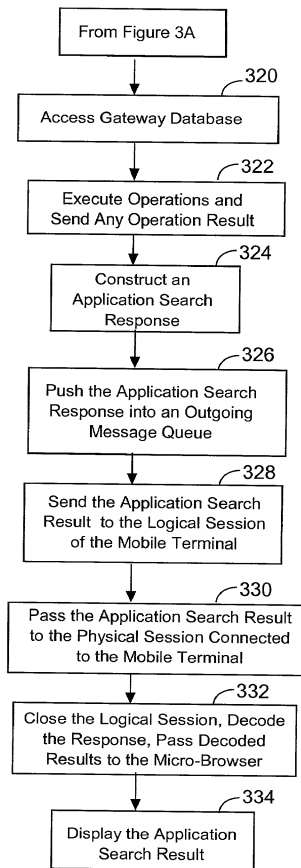 From Figure 3A
320
Access Gateway Database
322
Execute Operations and
Send Any Operation Result
324
Construct an
Application Search
Response
326
Push the Application Search
Response into an Outgoing
Message Queue
328
Send the Application Search
Result to the Logical Session
of the Mobile Terminal
330
Pass the Application Search Result
to the Physical Session Connected
to the Mobile Terminal
332
Close the Logical Session, Decode
the Response, Pass Decoded
Results to the Micro-Browser
334
Display the Application
Search Result